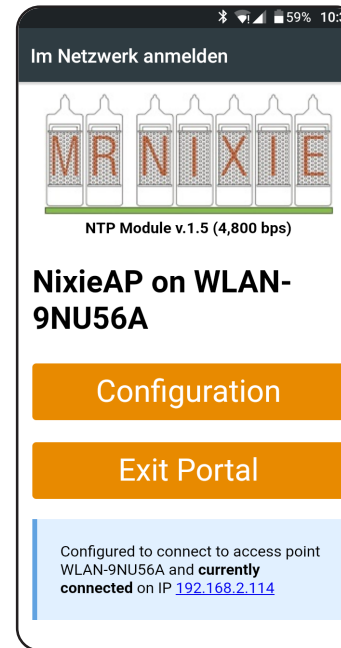 59% 10:3
Im Netzwerk anmelden
MR NIXIE
NTP Module v.1.5 (4,800 bps)
NixieAP on WLAN-
9NU56A
Configuration
Exit Portal
Configured to connect to access point
WLAN-9NU56A and currently
connected on IP 192.168.2.114